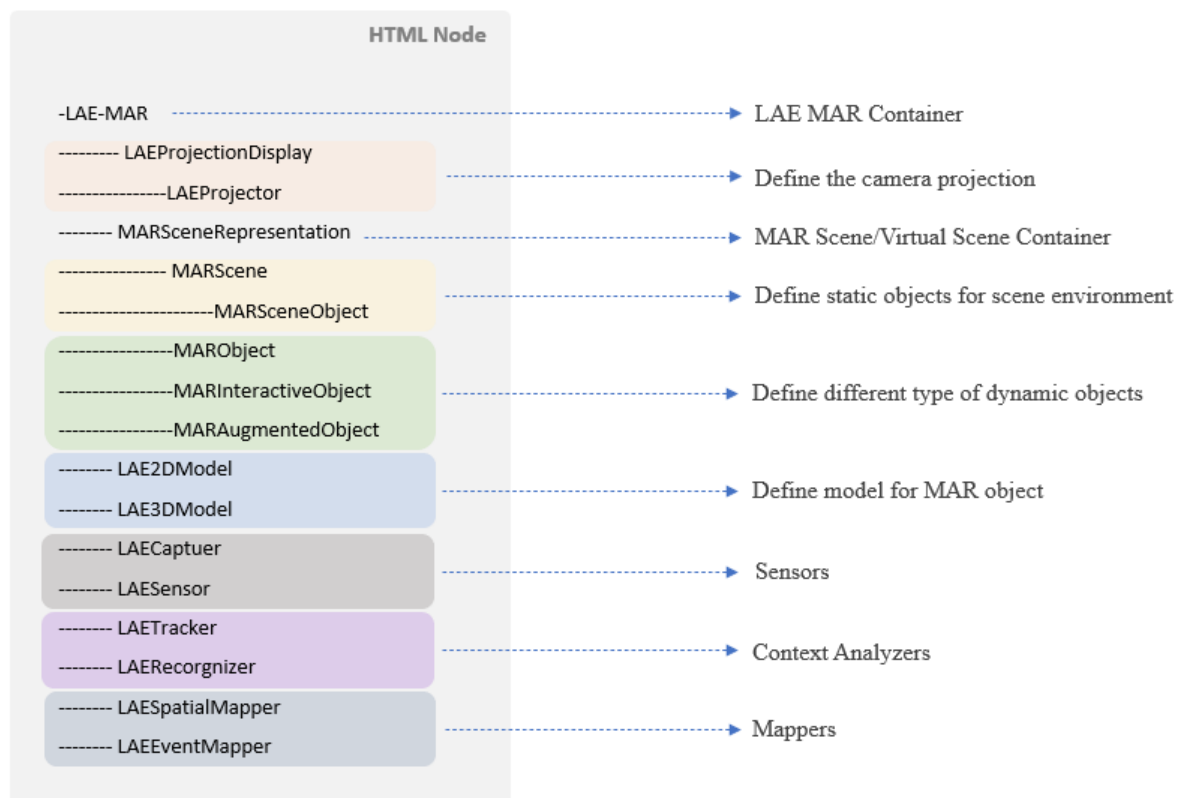 HTML Node
-LAE-MAR
LAE MAR Container
--------- LAEProjectionDisplay
----------------LAEProjector
Define the camera projection
-------- MARSceneRepresentation
MAR Scene/Virtual Scene Container
---------------- MARScene
-----------------------MARSceneObject
Define static objects for scene environment
-----------------MARObject
-----------------MARInteractiveObject
-----------------MARAugmentedObject
Define different type of dynamic objects
-------- LAE2DModel
-------- LAE3DModel
Define model for MAR object
-------- LAECaptuer
-------- LAESensor
Sensors
-------- LAETracker
-------- LAERecorgnizer
Context Analyzers
-------- LAESpatialMapper
-------- LAEEventMapper
Mappers